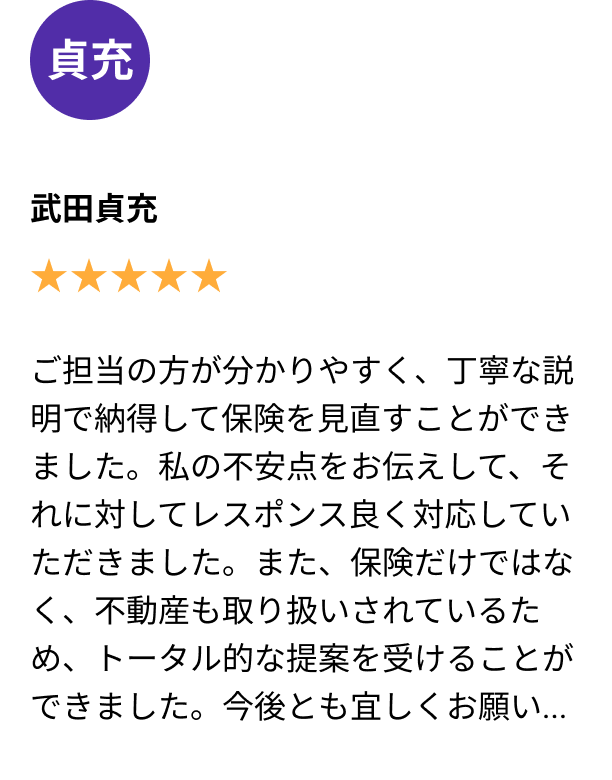 貞充
武田貞充
★★★★★
ご担当の方が分かりやすく、丁寧な説
明で納得して保険を見直すことができ
ました。私の不安点をお伝えして、そ
れに対してレスポンス良く対応してい
ただきました。また、保険だけではな
く、不動産も取り扱いされているた
め、トータル的な提案を受けることが
できました。今後とも宜しくお願い...